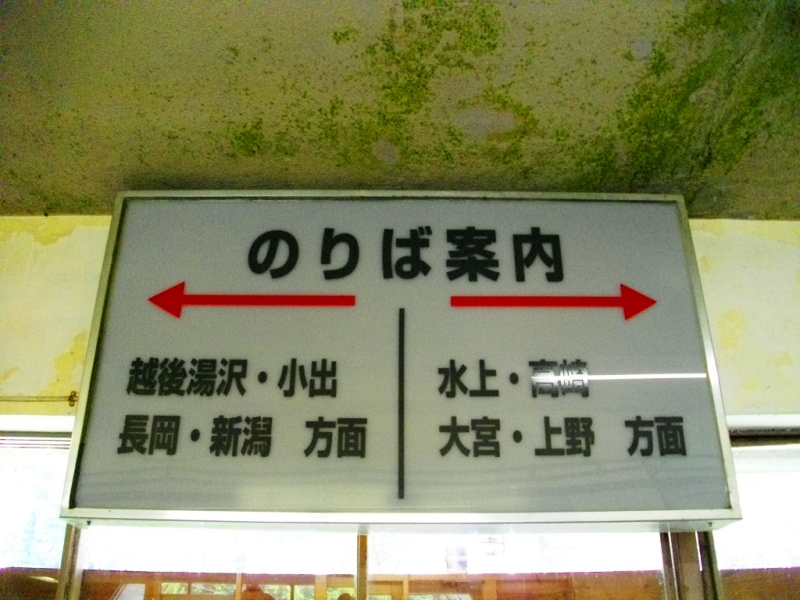 のりば案内
越後湯沢・小出
長岡・新潟　方面
水上・高崎
大宮・上野　方面